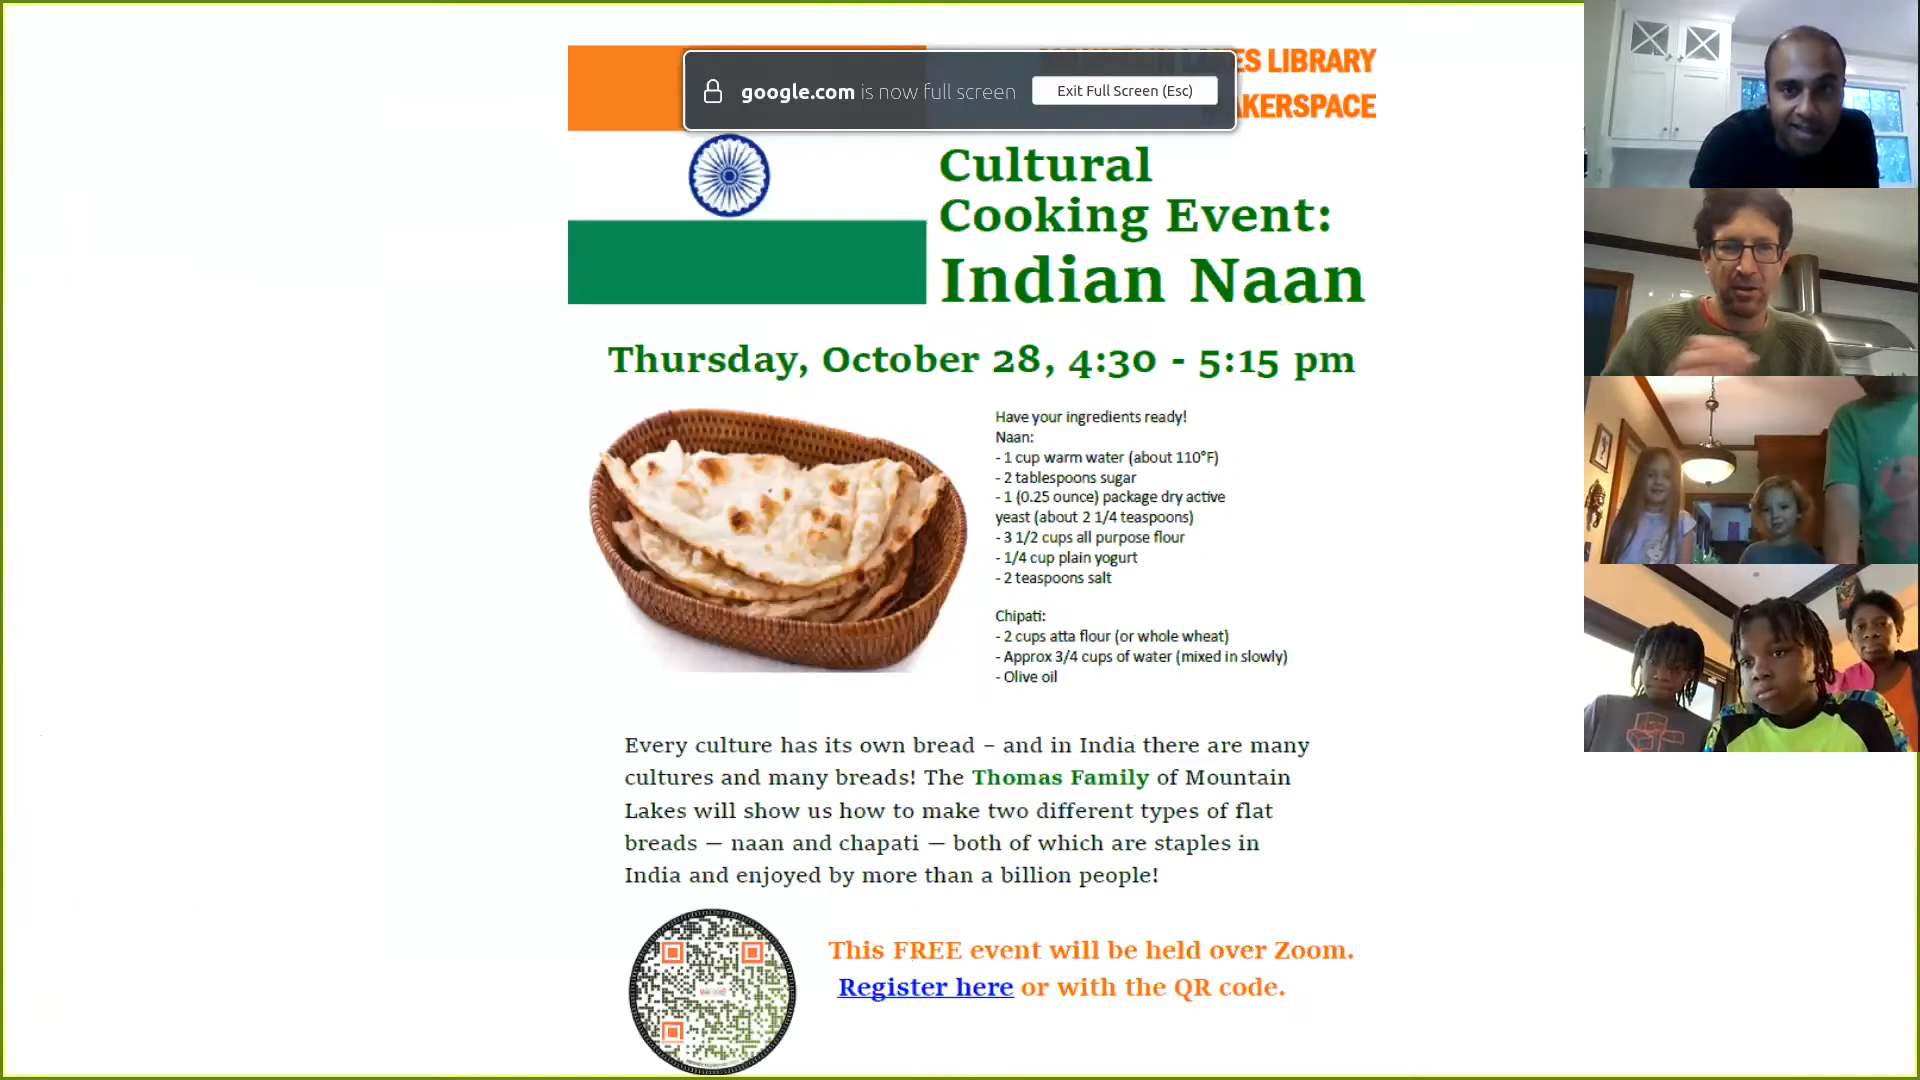 ES LIBRARY
google.com is now full screen
Exit Full Screen (Esc)
AKERSPACE
Cultural
Cooking Event:
Indian Naan
Thursday, October 28, 4:30 - 5:15 pm
Have your ingredients ready!
Naan:
- 1 cup warm water (about 110°F)
- 2 tablespoons sugar
- 1 (0.25 ounce) package dry active
yeast (about 2 1/4 teaspoons)
- 3 1/2 cups all purpose flour
- 1/4 cup plain yogurt
- 2 teaspoons salt
Chipati:
- 2 cups atta flour (or whole wheat)
- Approx 3/4 cups of water (mixed in slowly)
- Olive oil
Every culture has its own bread – and in India there are many
cultures and many breads! The Thomas Family of Mountain
Lakes will show us how to make two different types of flat
breads — naan and chapati — both of which are staples in
India and enjoyed by more than a billion people!
This FREE event will be held over Zoom.
Register here or with the QR code.